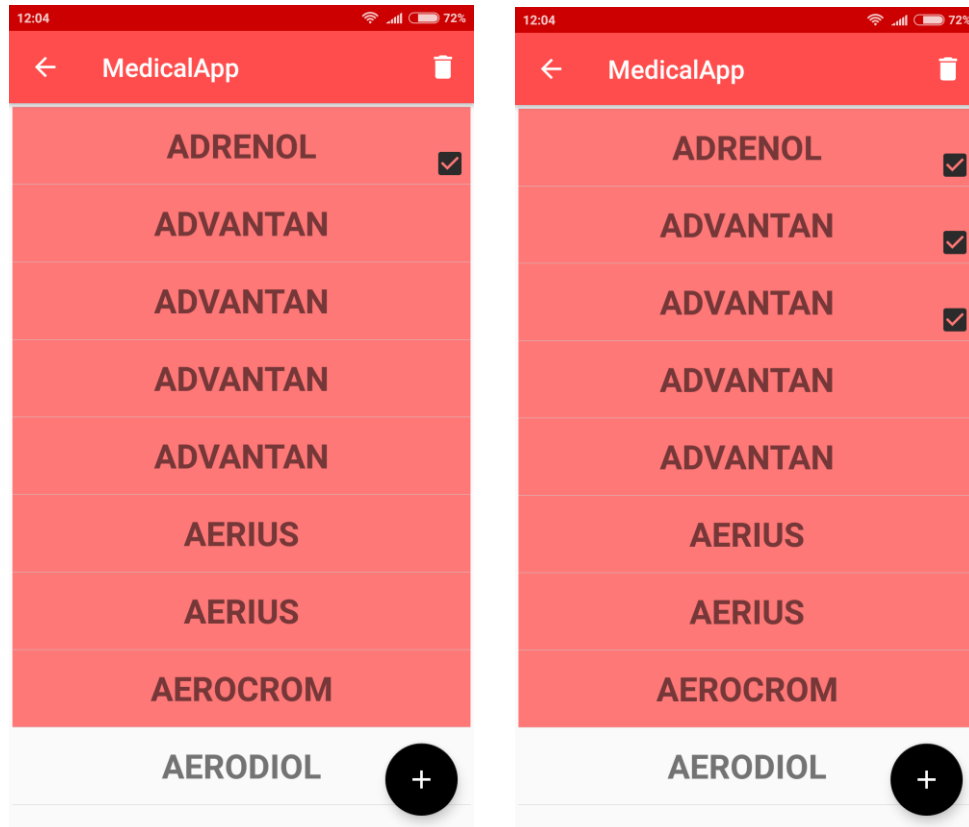 12:04 72%
MedicalApp
ADRENOL
ADVANTAN
ADVANTAN
ADVANTAN
ADVANTAN
AERIUS
AERIUS
AEROCROM
AERODIOL
+
12:04 72%
MedicalApp
ADRENOL
ADVANTAN
ADVANTAN
ADVANTAN
ADVANTAN
AERIUS
AERIUS
AEROCROM
AERODIOL
+